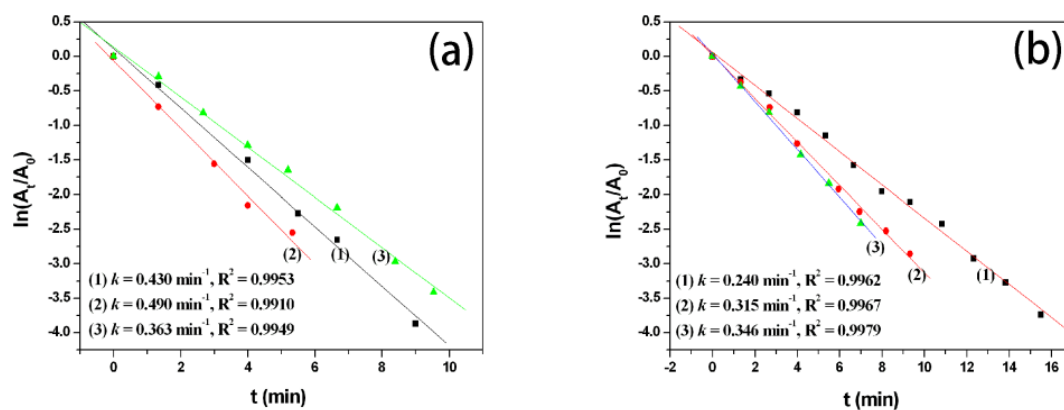 (a)
0.5
0.0
-0.5
-1.0
-1.5
-2.0
-2.5
-3.0
-3.5
-4.0
ln(Aₜ/A₀)
(2)
(1)
(3)
(1) k = 0.430 min⁻¹, R² = 0.9953
(2) k = 0.490 min⁻¹, R² = 0.9910
(3) k = 0.363 min⁻¹, R² = 0.9949
0 2 4 6 8 10
t (min)
(b)
0.5
0.0
-0.5
-1.0
-1.5
-2.0
-2.5
-3.0
-3.5
-4.0
ln(Aₜ/A₀)
(3)
(2)
(1)
(1) k = 0.240 min⁻¹, R² = 0.9962
(2) k = 0.315 min⁻¹, R² = 0.9967
(3) k = 0.346 min⁻¹, R² = 0.9979
-2 0 2 4 6 8 10 12 14 16
t (min)